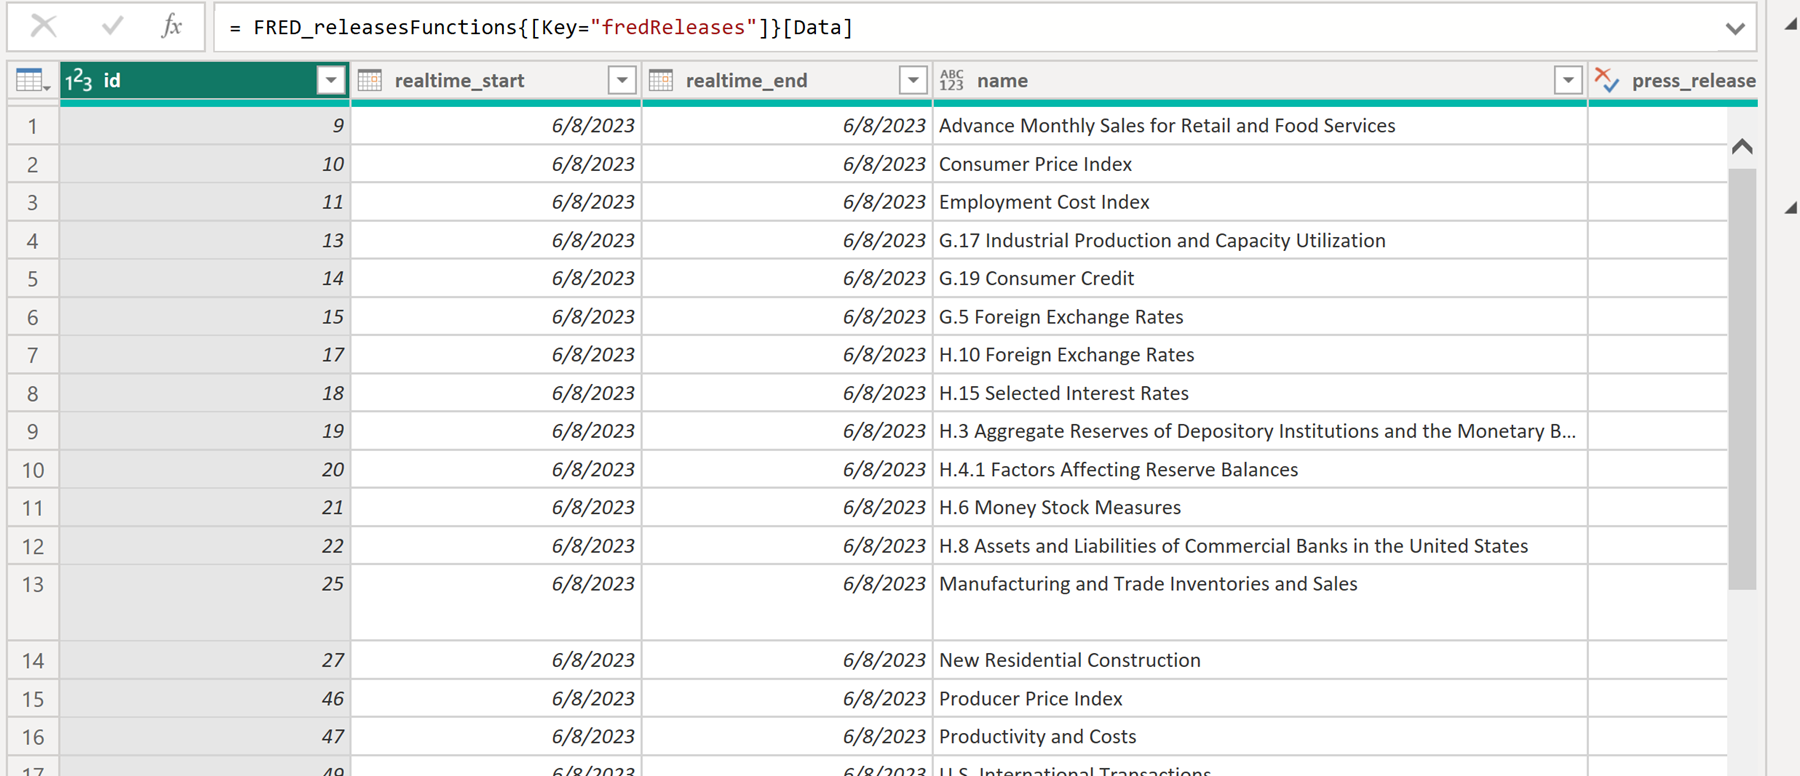 fx = FRED_releasesFunctions{[Key="fredReleases"]}[Data]
123 id realtime_start realtime_end ABC 123 name press_release
1 9 6/8/2023 6/8/2023 Advance Monthly Sales for Retail and Food Services
2 10 6/8/2023 6/8/2023 Consumer Price Index
3 11 6/8/2023 6/8/2023 Employment Cost Index
4 13 6/8/2023 6/8/2023 G.17 Industrial Production and Capacity Utilization
5 14 6/8/2023 6/8/2023 G.19 Consumer Credit
6 15 6/8/2023 6/8/2023 G.5 Foreign Exchange Rates
7 17 6/8/2023 6/8/2023 H.10 Foreign Exchange Rates
8 18 6/8/2023 6/8/2023 H.15 Selected Interest Rates
9 19 6/8/2023 6/8/2023 H.3 Aggregate Reserves of Depository Institutions and the Monetary B...
10 20 6/8/2023 6/8/2023 H.4.1 Factors Affecting Reserve Balances
11 21 6/8/2023 6/8/2023 H.6 Money Stock Measures
12 22 6/8/2023 6/8/2023 H.8 Assets and Liabilities of Commercial Banks in the United States
13 25 6/8/2023 6/8/2023 Manufacturing and Trade Inventories and Sales
14 27 6/8/2023 6/8/2023 New Residential Construction
15 46 6/8/2023 6/8/2023 Producer Price Index
16 47 6/8/2023 6/8/2023 Productivity and Costs
17 49 6/8/2023 6/8/2023 U.S. International Transactions